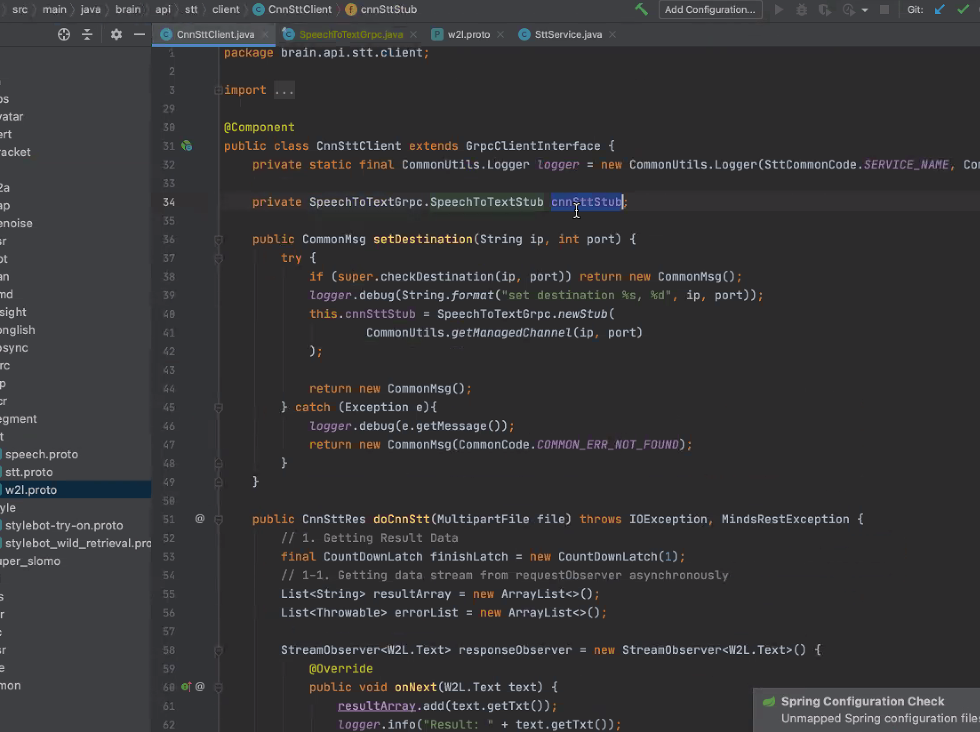 src main java brain api stt client CnnSttClient cnnSttStub Add Configuration... Git:
CnnSttClient.java SpeechToTextGrpc.java w2l.proto SttService.java
1 package brain.api.stt.client;
2
3 import ...
29
30 @Component
31 public class CnnSttClient extends GrpcClientInterface {
32 private static final CommonUtils.Logger logger = new CommonUtils.Logger(SttCommonCode.SERVICE_NAME, Co
33
34 private SpeechToTextGrpc.SpeechToTextStub cnnSttStub;
35
36 public CommonMsg setDestination(String ip, int port) {
37 try {
38 if (super.checkDestination(ip, port)) return new CommonMsg();
39 logger.debug(String.format("set destination %s, %d", ip, port));
40 this.cnnSttStub = SpeechToTextGrpc.newStub(
41 CommonUtils.getManagedChannel(ip, port)
42 );
43
44 return new CommonMsg();
45 } catch (Exception e){
46 logger.debug(e.getMessage());
47 return new CommonMsg(CommonCode.COMMON_ERR_NOT_FOUND);
48 }
49 }
50
51 @ public CnnSttRes doCnnStt(MultipartFile file) throws IOException, MindsRestException {
52 // 1. Getting Result Data
53 final CountDownLatch finishLatch = new CountDownLatch(1);
54 // 1-1. Getting data stream from requestObserver asynchronously
55 List<String> resultArray = new ArrayList<>();
56 List<Throwable> errorList = new ArrayList<>();
57
58 StreamObserver<W2L.Text> responseObserver = new StreamObserver<W2L.Text>() {
59 @Override
60 @ public void onNext(W2L.Text text) {
61 resultArray.add(text.getTxt());
62 logger.info("Result: " + text.getTxt());
os
vatar
ert
racket
2a
ap
enoise
sr
ot
an
md
sight
onglish
osync
rc
p
cr
egment
t
speech.proto
stt.proto
w2l.proto
yle
stylebot-try-on.proto
stylebot_wild_retrieval.pro
uper_slomo
s
r
o
sr
e
mon
Spring Configuration Check
Unmapped Spring configuration files